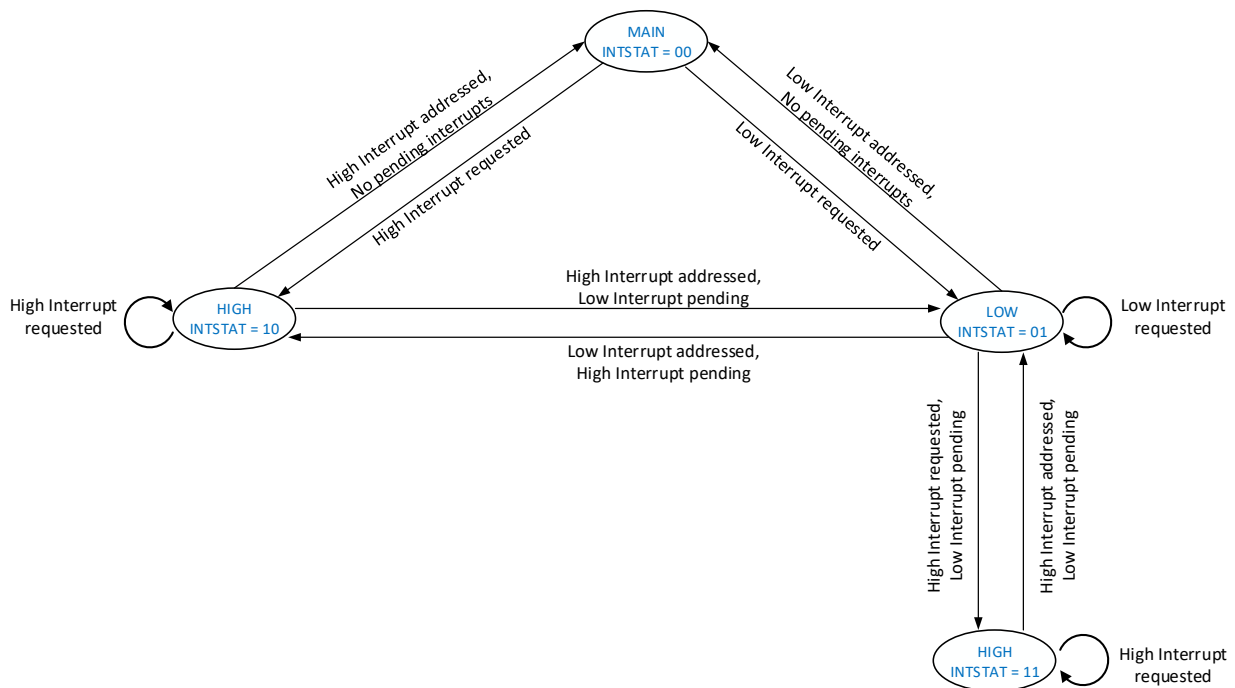 MAIN
INTSTAT = 00
High Interrupt addressed,
No pending interrupts
High Interrupt requested
Low Interrupt addressed,
No pending interrupts
Low Interrupt requested
High Interrupt
requested
HIGH
INTSTAT = 10
High Interrupt addressed,
Low Interrupt pending
Low Interrupt addressed,
High Interrupt pending
LOW
INTSTAT = 01
Low Interrupt
requested
High Interrupt requested,
Low Interrupt pending
High Interrupt addressed,
Low Interrupt pending
HIGH
INTSTAT = 11
High Interrupt
requested